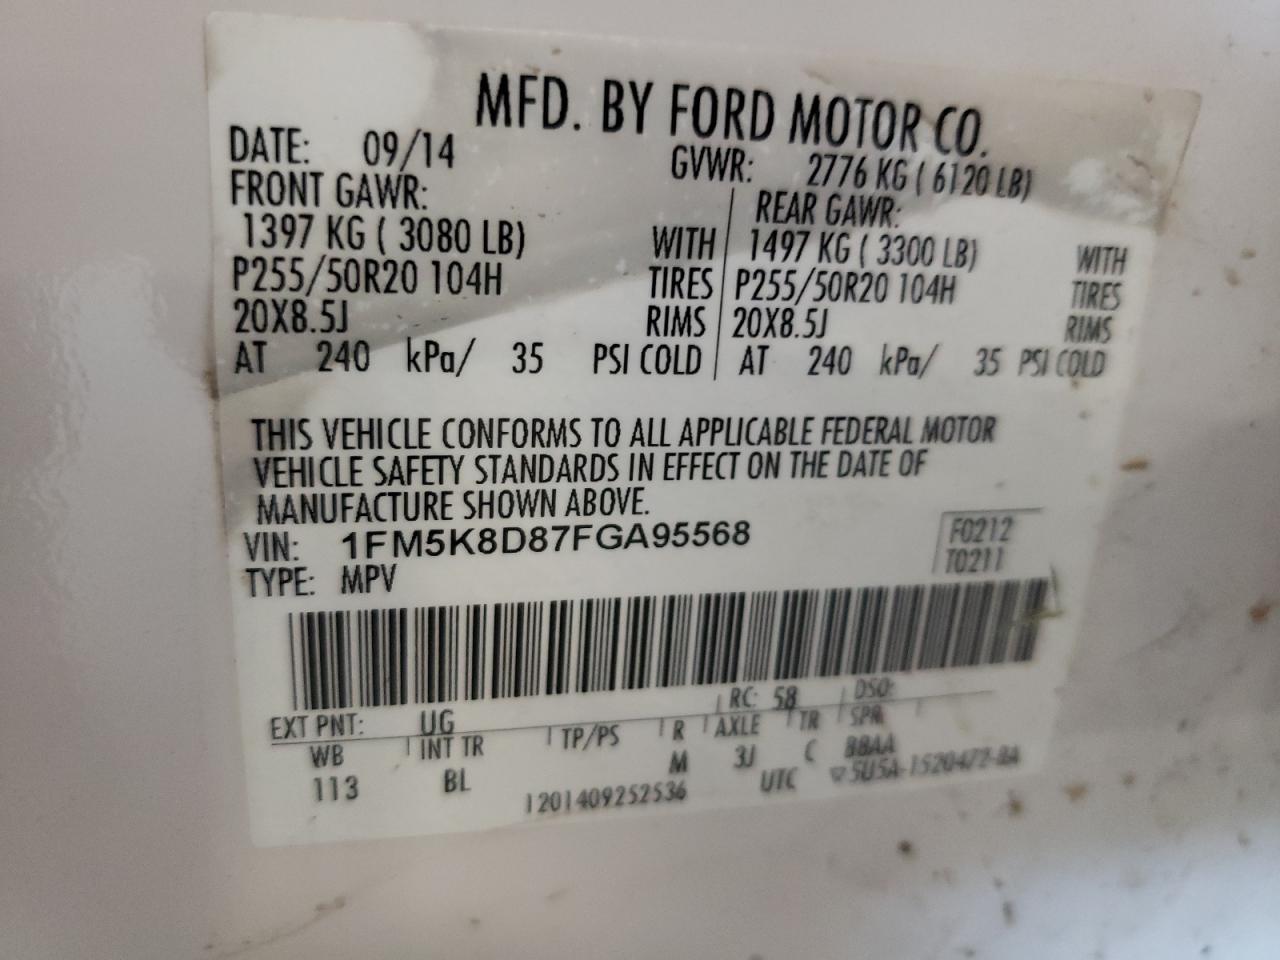 MFD. BY FORD MOTOR CO.
DATE: 09/14 GVWR: 2776 KG ( 6120 LB)
FRONT GAWR: REAR GAWR:
1397 KG ( 3080 LB) WITH 1497 KG ( 3300 LB) WITH
P255/50R20 104H TIRES P255/50R20 104H TIRES
20X8.5J RIMS 20X8.5J RIMS
AT 240 kPa/ 35 PSI COLD AT 240 kPa/ 35 PSI COLD
THIS VEHICLE CONFORMS TO ALL APPLICABLE FEDERAL MOTOR
VEHICLE SAFETY STANDARDS IN EFFECT ON THE DATE OF
MANUFACTURE SHOWN ABOVE.
VIN: 1FM5K8D87FGA95568 F0212
TYPE: MPV T0211
EXT PNT: UG RC: 58 DSO:
WB INT TR TP/PS R AXLE TR SPR
113 BL M 3J C BBAA
1201409252536 UTC ▽5U5A-1520472-BA